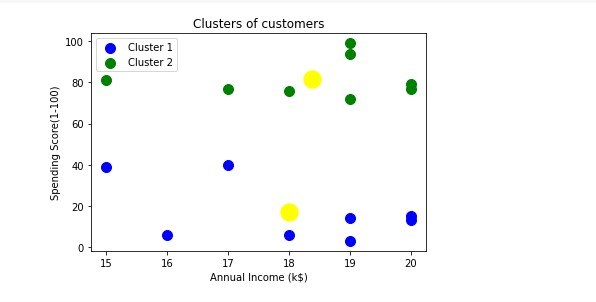 Clusters of customers
Cluster 1
Cluster 2
Spending Score(1-100)
100
80
60
40
20
0
15 16 17 18 19 20
Annual Income (k$)